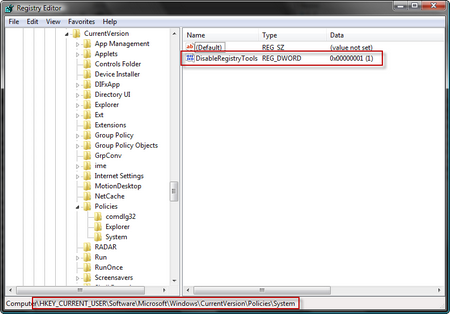 Registry Editor
File Edit View Favorites Help
CurrentVersion
App Management
Applets
Controls Folder
Device Installer
DIFxApp
Directory UI
Explorer
Ext
Extensions
Group Policy
Group Policy Objects
GrpConv
ime
Internet Settings
MotionDesktop
NetCache
Policies
comdlg32
Explorer
System
RADAR
Run
RunOnce
Screensavers
Name Type Data
ab (Default) REG_SZ (value not set)
DisableRegistryTools REG_DWORD 0x00000001 (1)
Computer\HKEY_CURRENT_USER\Software\Microsoft\Windows\CurrentVersion\Policies\System